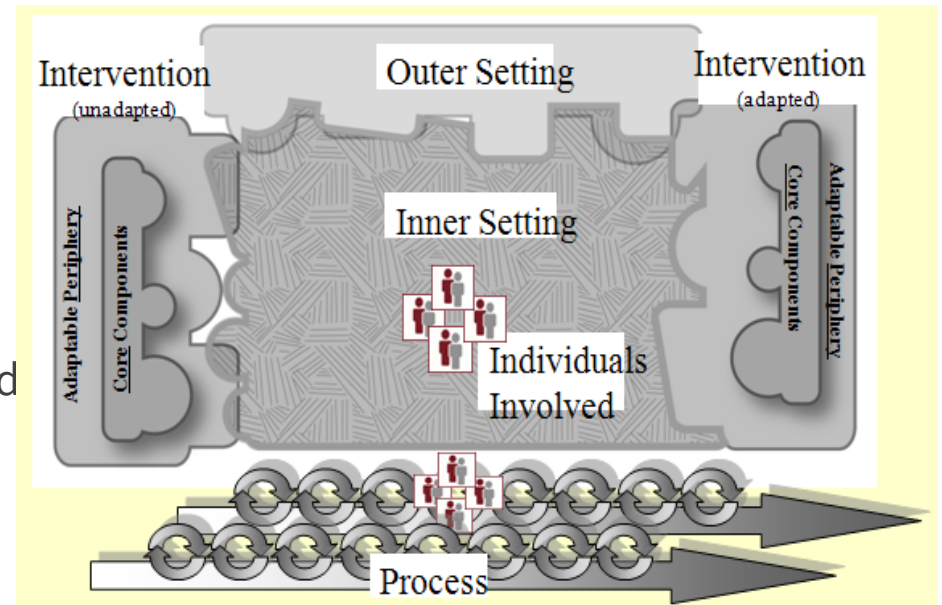 Intervention
(unadapted)
Outer Setting
Intervention
(adapted)
Adaptable Periphery
Core Components
Inner Setting
Individuals
Involved
Core Components
Adaptable Periphery
d
Process